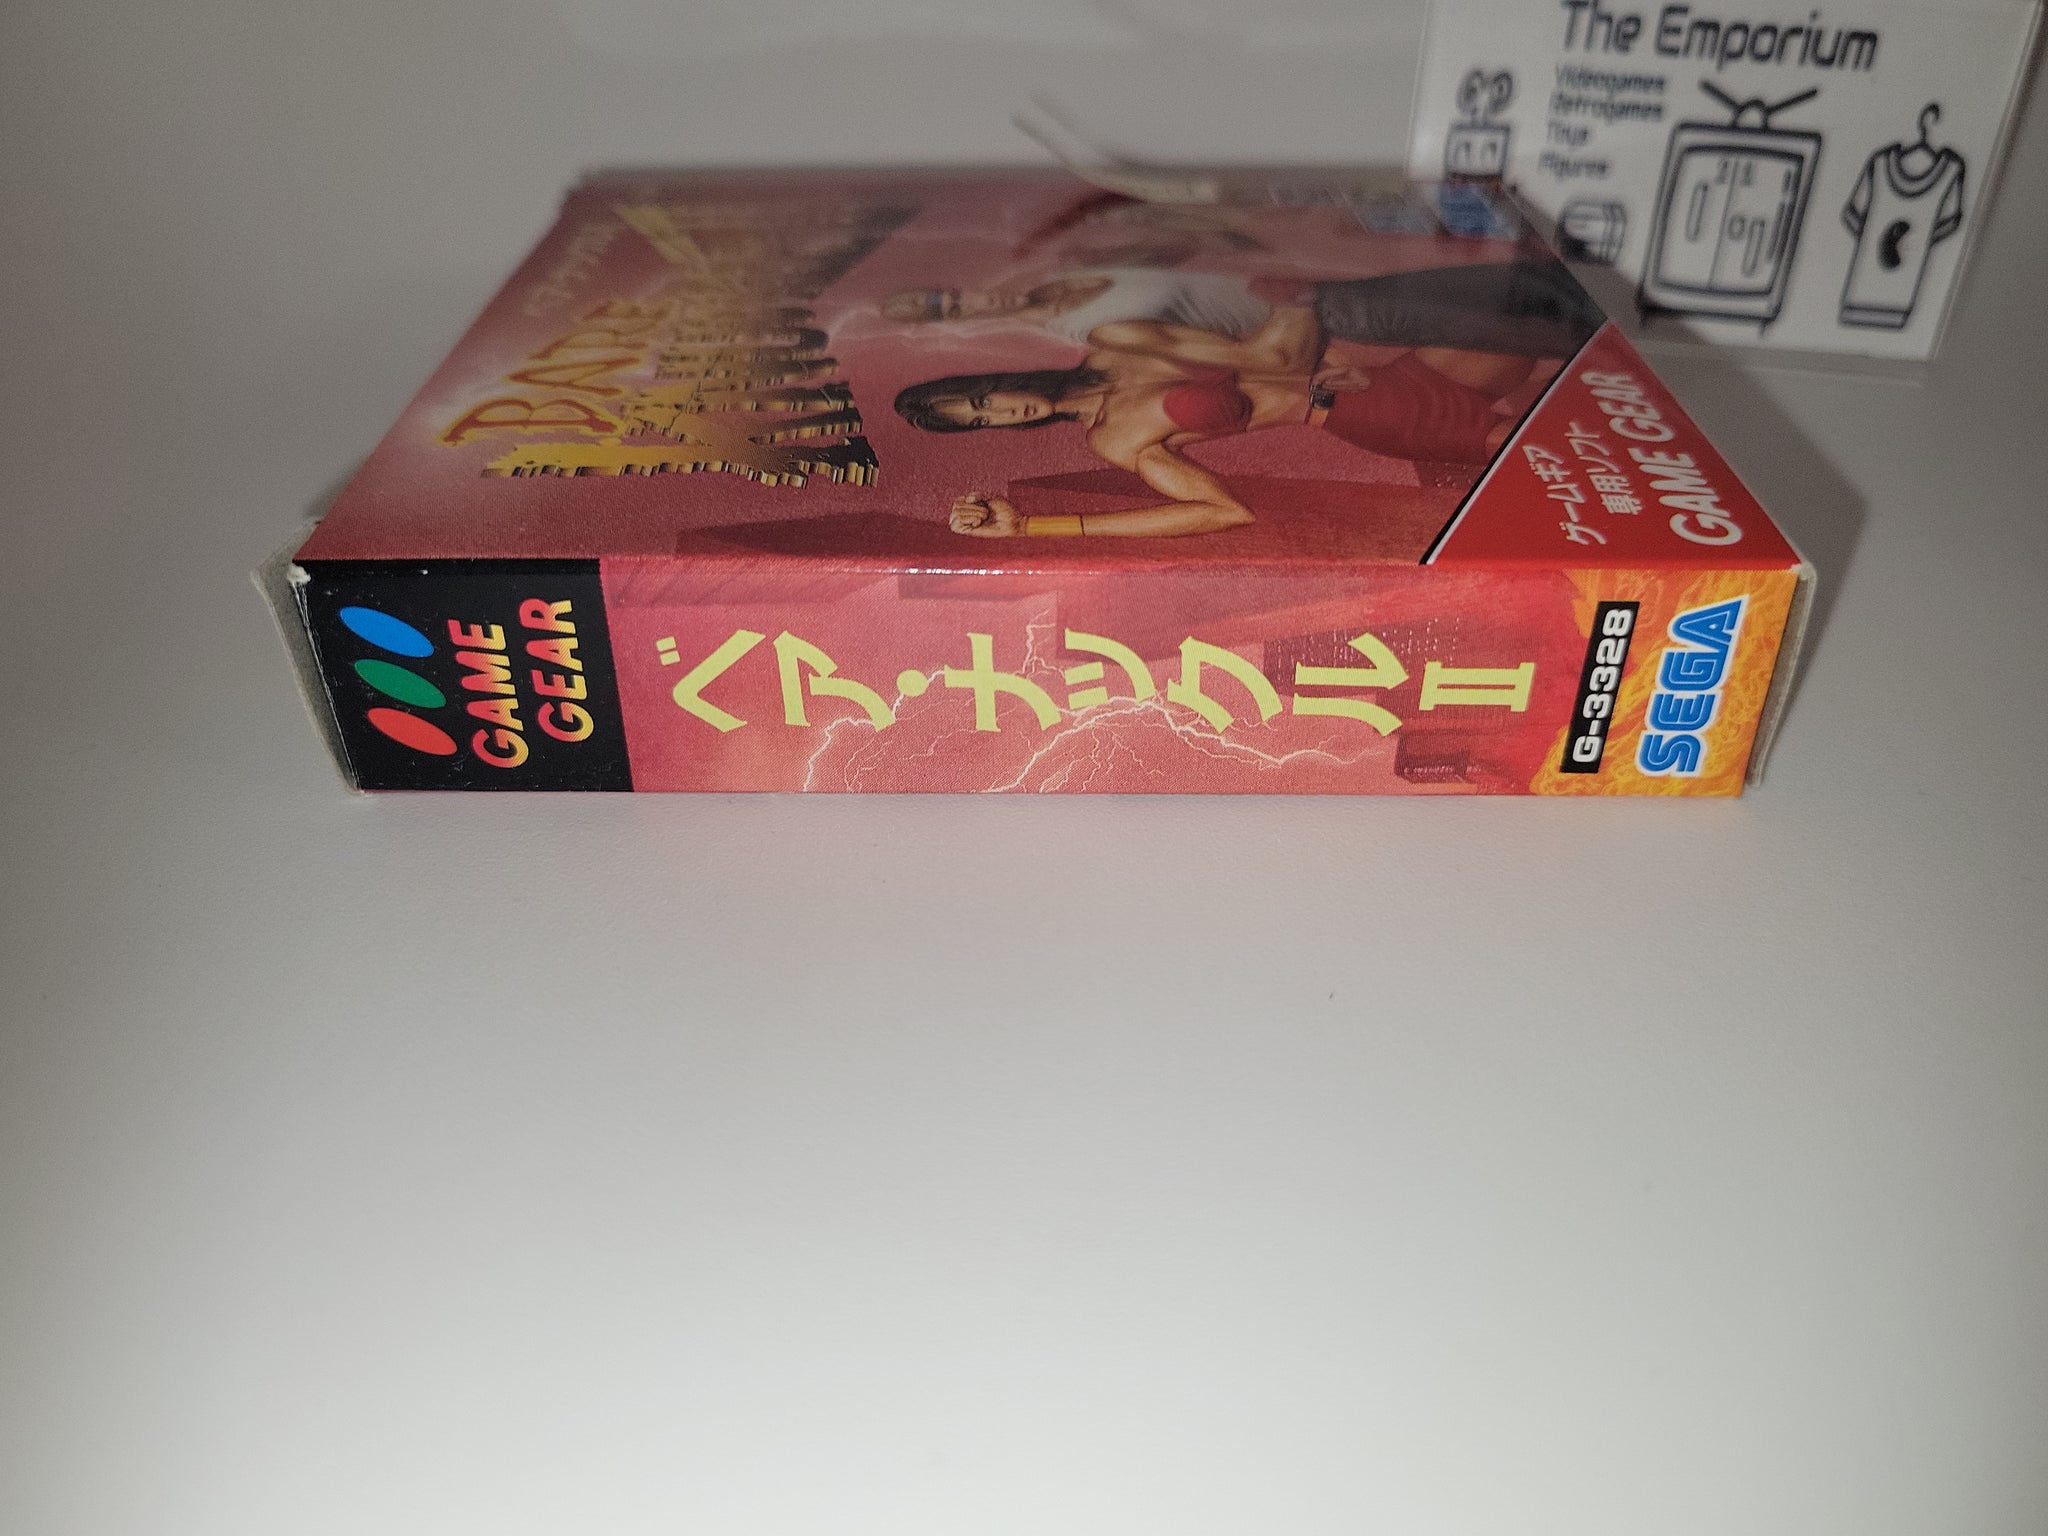 The Emporium
Videogames
Retrogames
Toys
Figures
BARE
ゲームギア
専用ソフト
GAME GEAR
GAME
GEAR
ベア・ナックルII
G-3328
SEGA